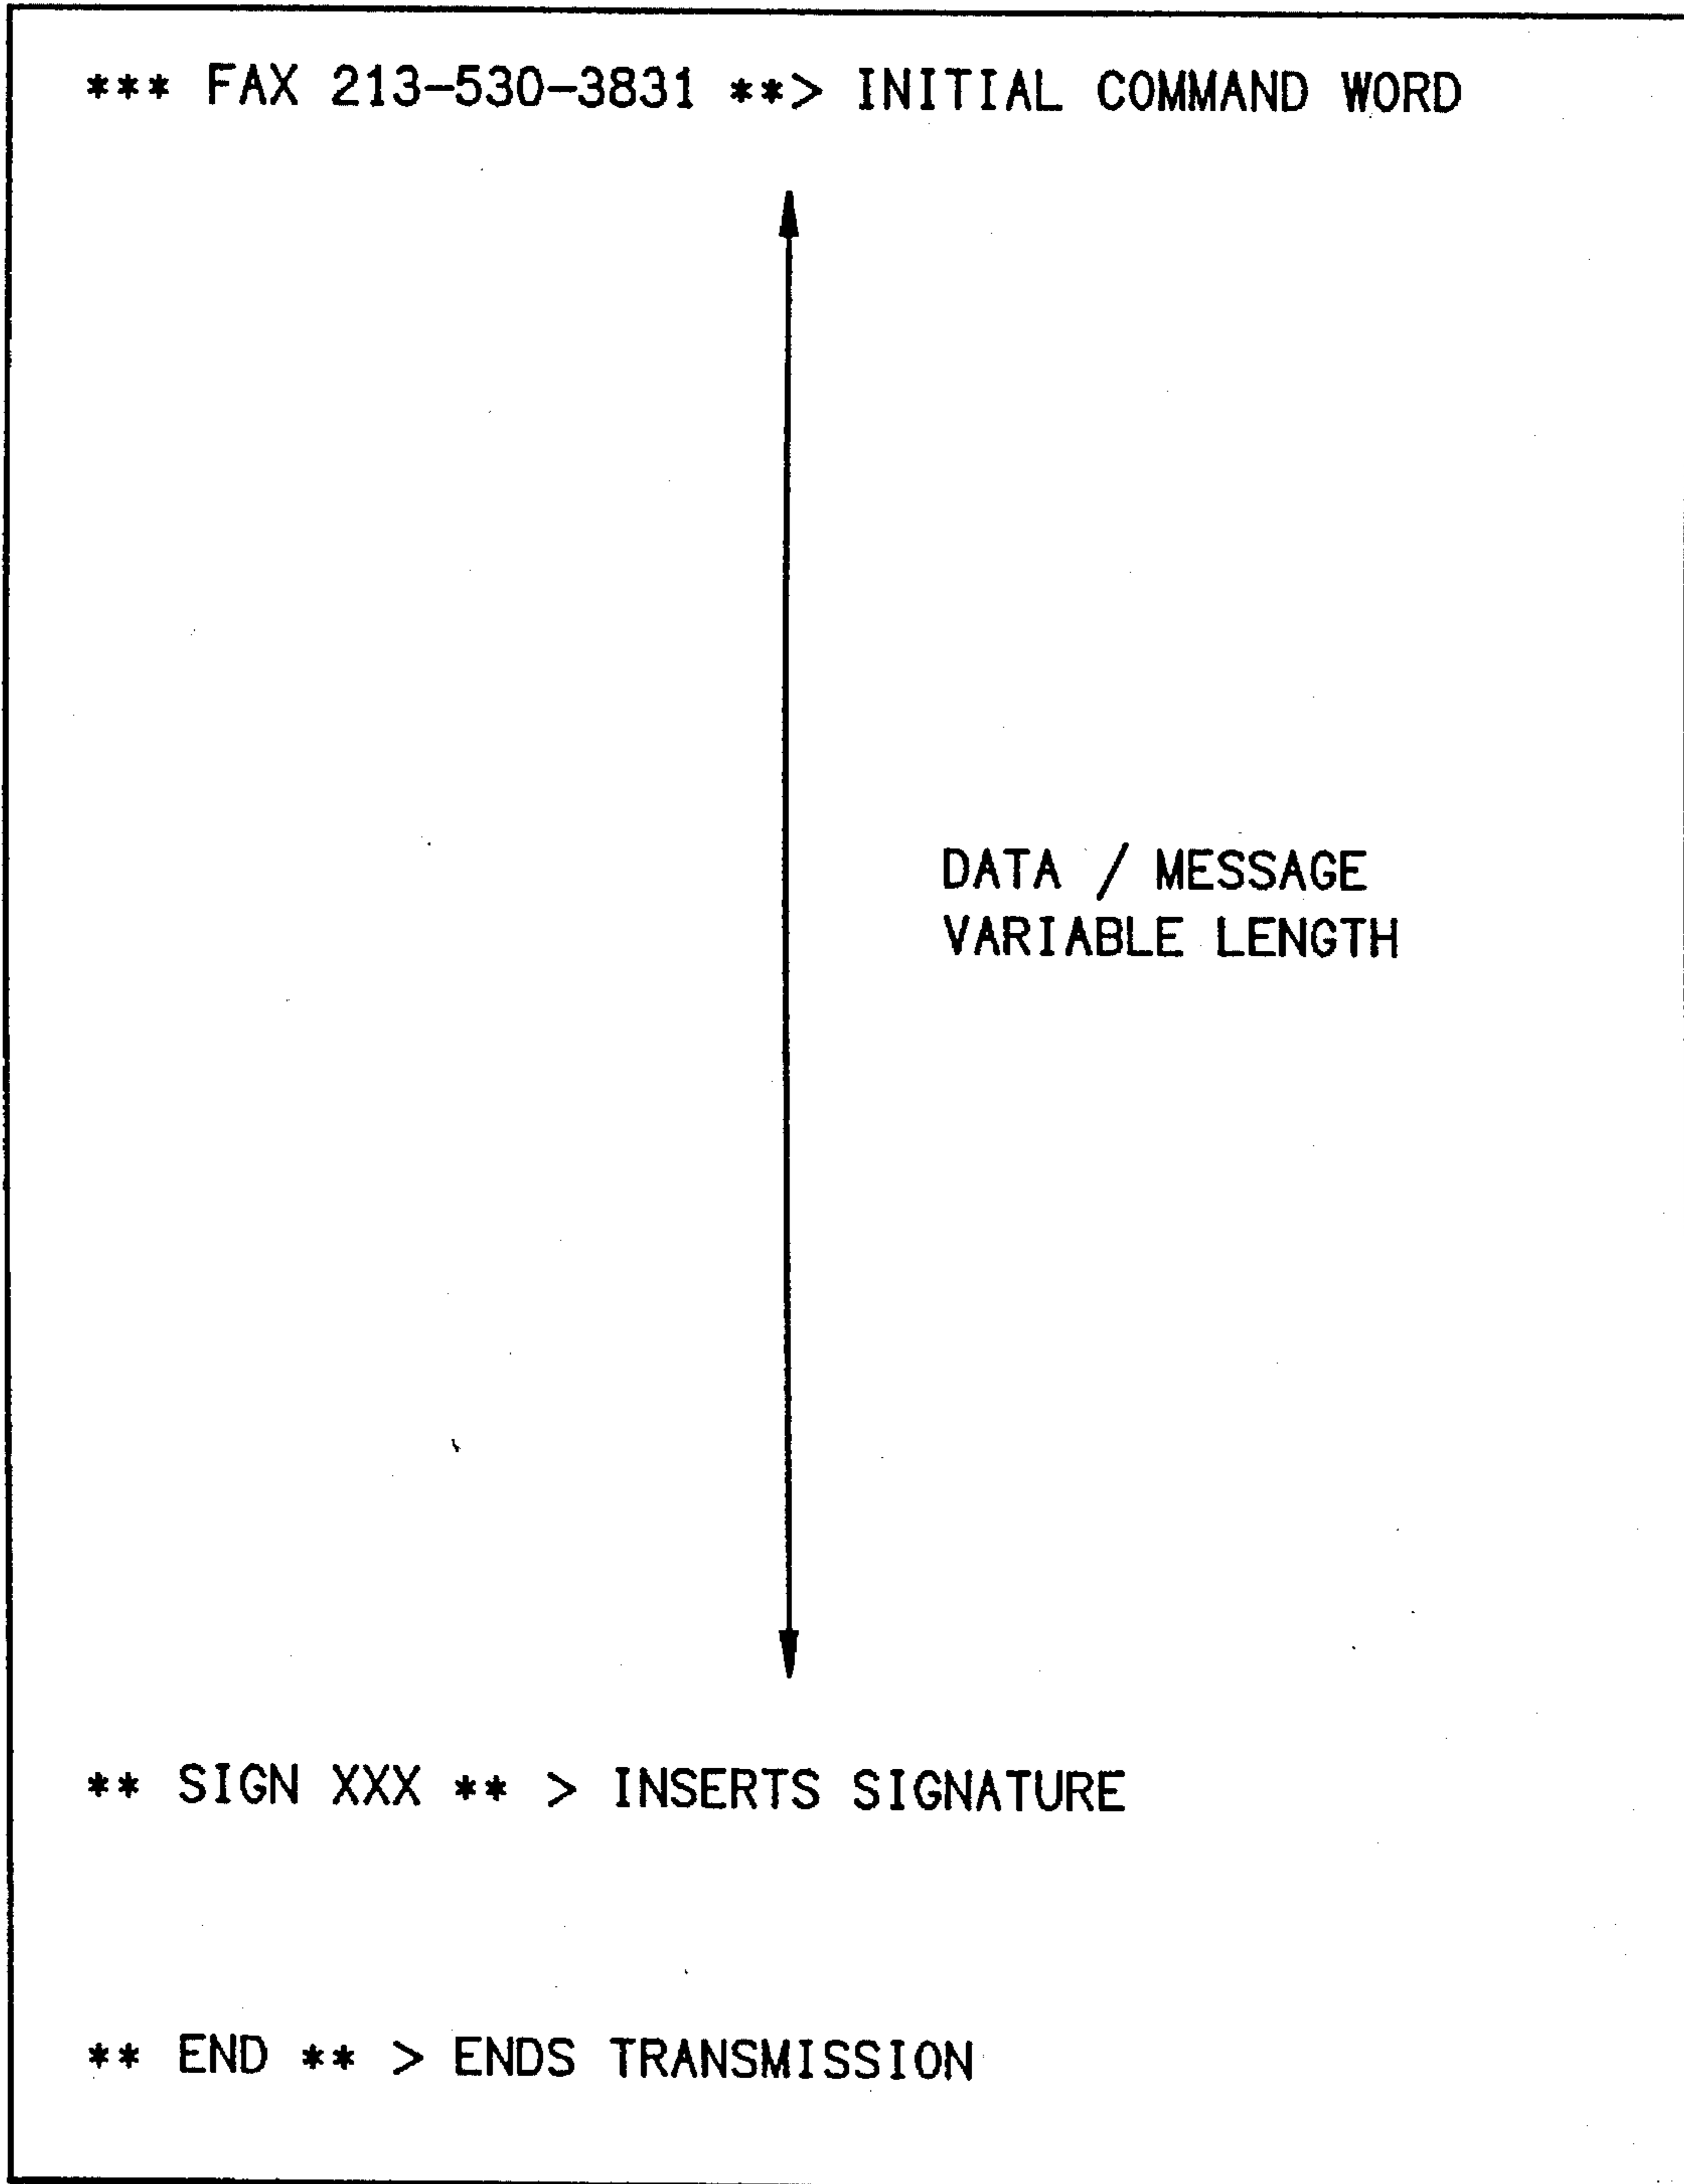 *** FAX 213-530-3831 **> INITIAL COMMAND WORD
DATA / MESSAGE
VARIABLE LENGTH
** SIGN XXX ** > INSERTS SIGNATURE
** END ** > ENDS TRANSMISSION